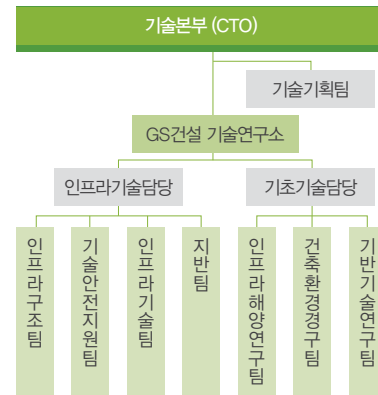 기술본부 (CTO)
기술기획팀
GS건설 기술연구소
인프라기술담당
기초기술담당
인프라구조팀
기술안전지원팀
인프라기술팀
지반팀
인프라해양연구팀
건축환경경구팀
기반기술연구팀